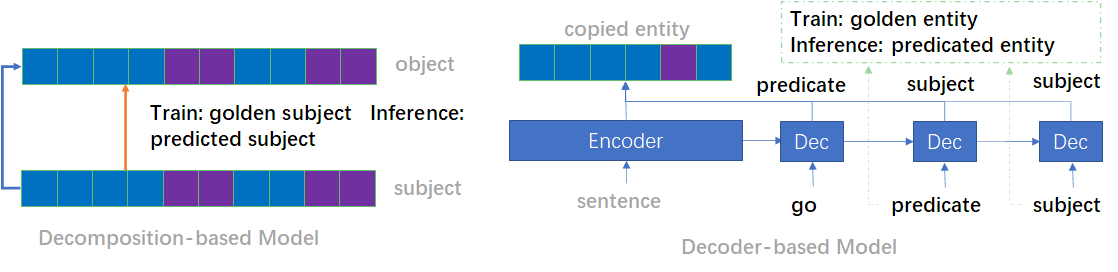 object
Train: golden subject Inference:
predicted subject
subject
Decomposition-based Model
copied entity
Train: golden entity
Inference: predicated entity
predicate subject subject
Encoder Dec Dec Dec
sentence go predicate subject
Decoder-based Model